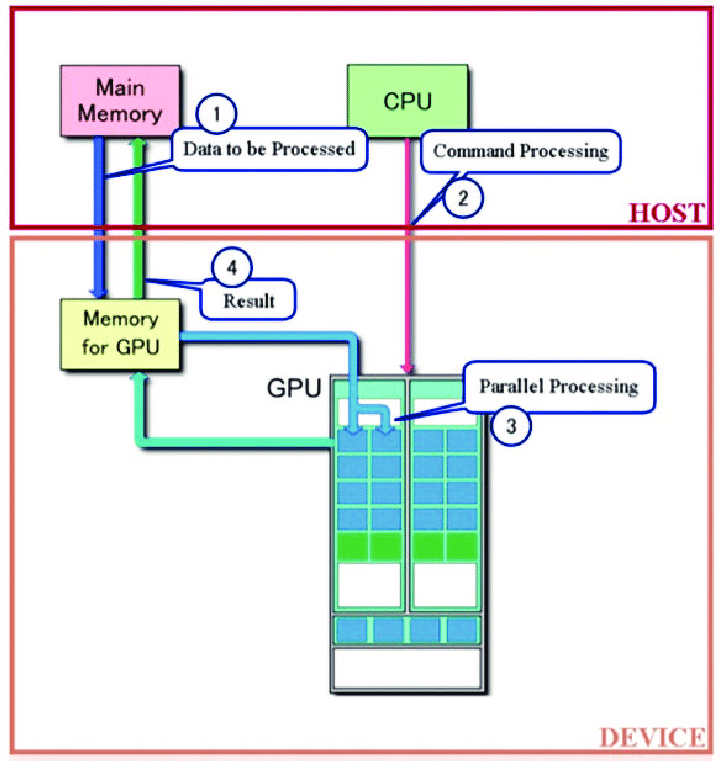 Main
Memory
CPU
1
Data to be Processed
Command Processing
2
HOST
4
Result
Memory
for GPU
GPU
Parallel Processing
3
DEVICE